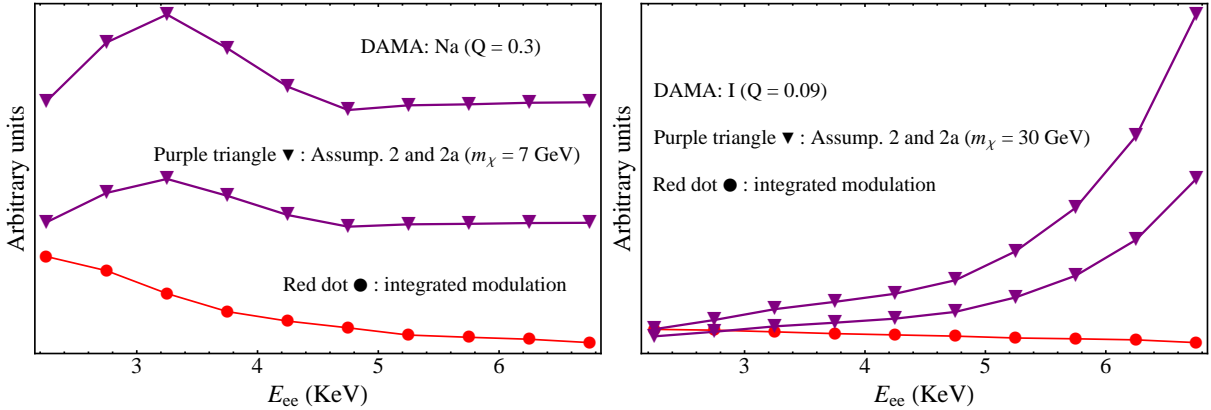 Arbitrary units
DAMA: Na (Q = 0.3)
Purple triangle ▼ : Assump. 2 and 2a (mχ = 7 GeV)
Red dot ● : integrated modulation
3 4 5 6
Eee (KeV)
Arbitrary units
DAMA: I (Q = 0.09)
Purple triangle ▼ : Assump. 2 and 2a (mχ = 30 GeV)
Red dot ● : integrated modulation
3 4 5 6
Eee (KeV)